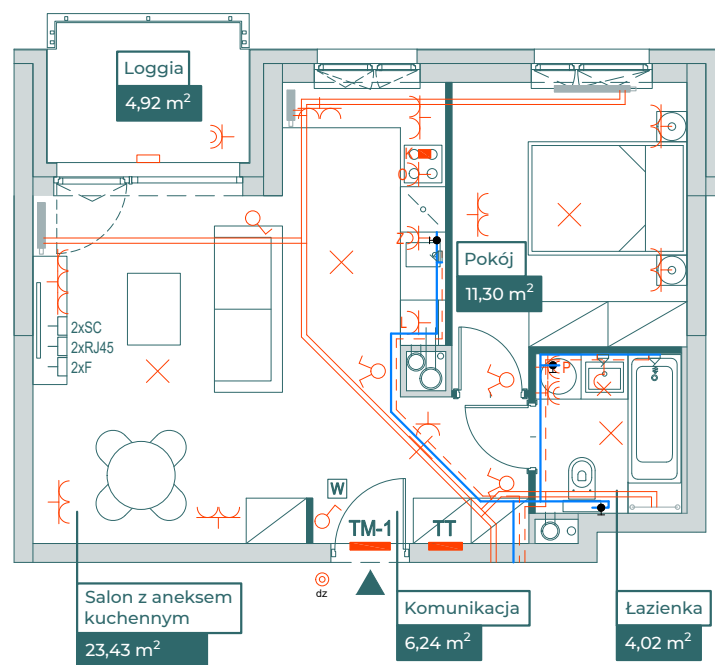 Loggia
4,92 m²
K
O
Z
L
Pokój
11,30 m²
2xSC
2xRJ45
2xF
P
W
TM-1
TT
dz
Salon z aneksem
kuchennym
23,43 m²
Komunikacja
6,24 m²
Łazienka
4,02 m²